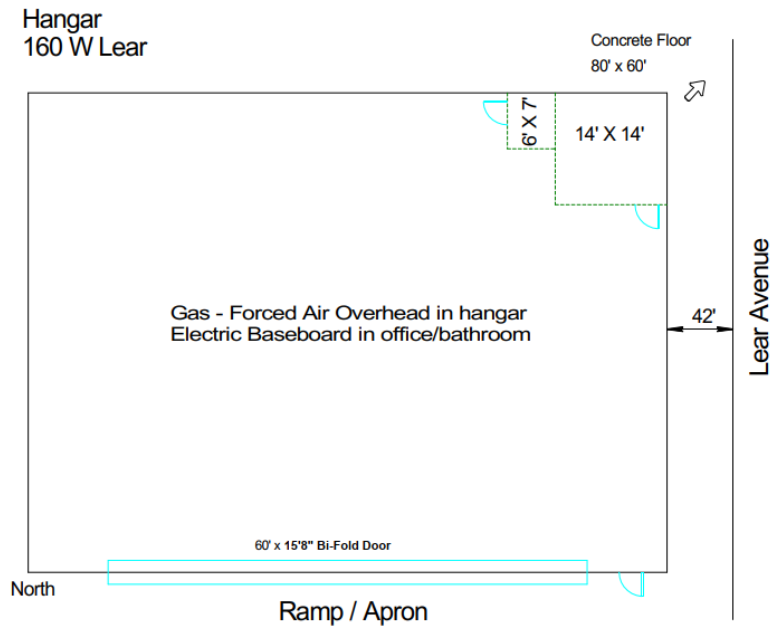 Hangar
160 W Lear
Concrete Floor
80' x 60'
6' X 7'
14' X 14'
Gas - Forced Air Overhead in hangar
Electric Baseboard in office/bathroom
42'
Lear Avenue
60' x 15'8" Bi-Fold Door
North
Ramp / Apron